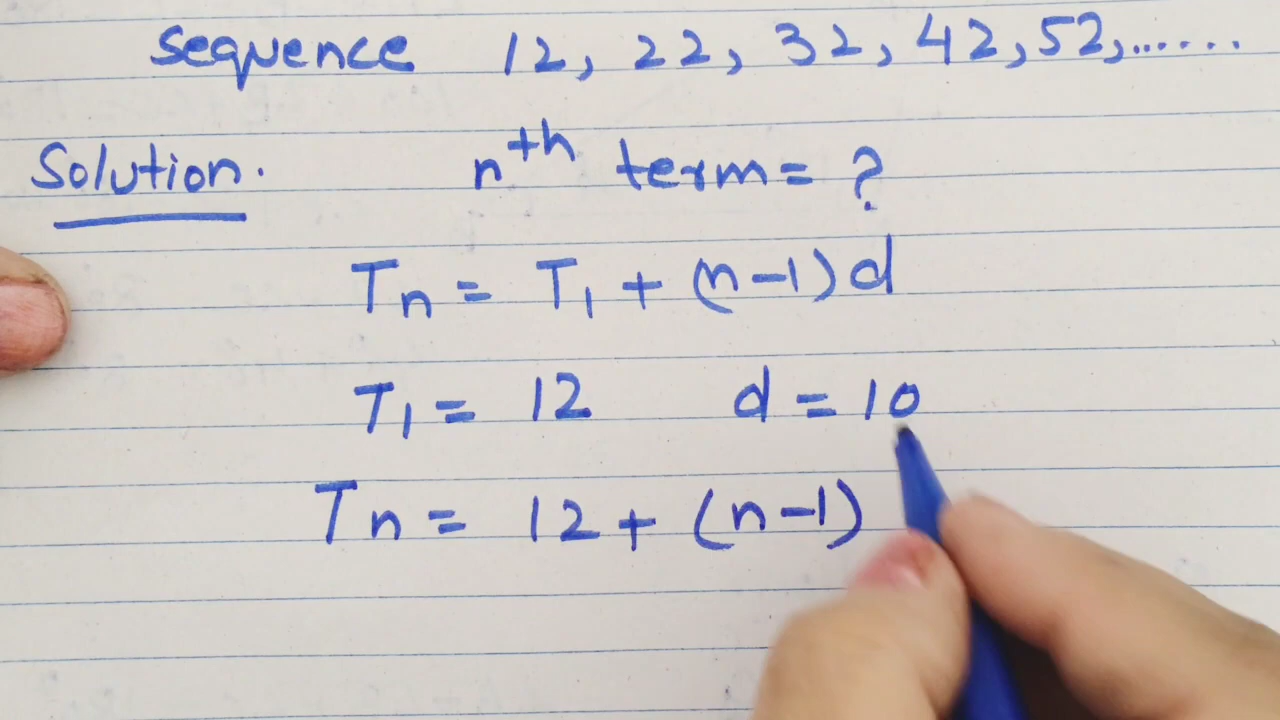 Sequence 12, 22, 32, 42, 52, ......
Solution. nth term = ?
Tn = T1 + (n-1)d
T1 = 12 d = 10
Tn = 12 + (n-1)